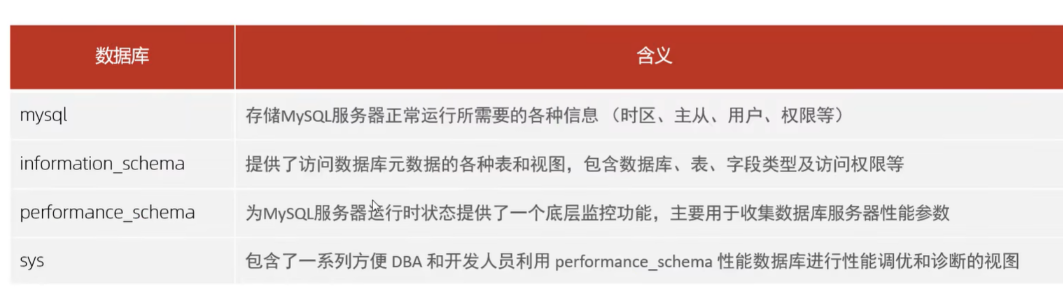 数据库 含义
mysql 存储MySQL服务器正常运行所需要的各种信息 （时区、主从、用户、权限等）
information_schema 提供了访问数据库元数据的各种表和视图，包含数据库、表、字段类型及访问权限等
performance_schema 为MySQL服务器运行时状态提供了一个底层监控功能，主要用于收集数据库服务器性能参数
sys 包含了一系列方便 DBA 和开发人员利用 performance_schema 性能数据库进行性能调优和诊断的视图